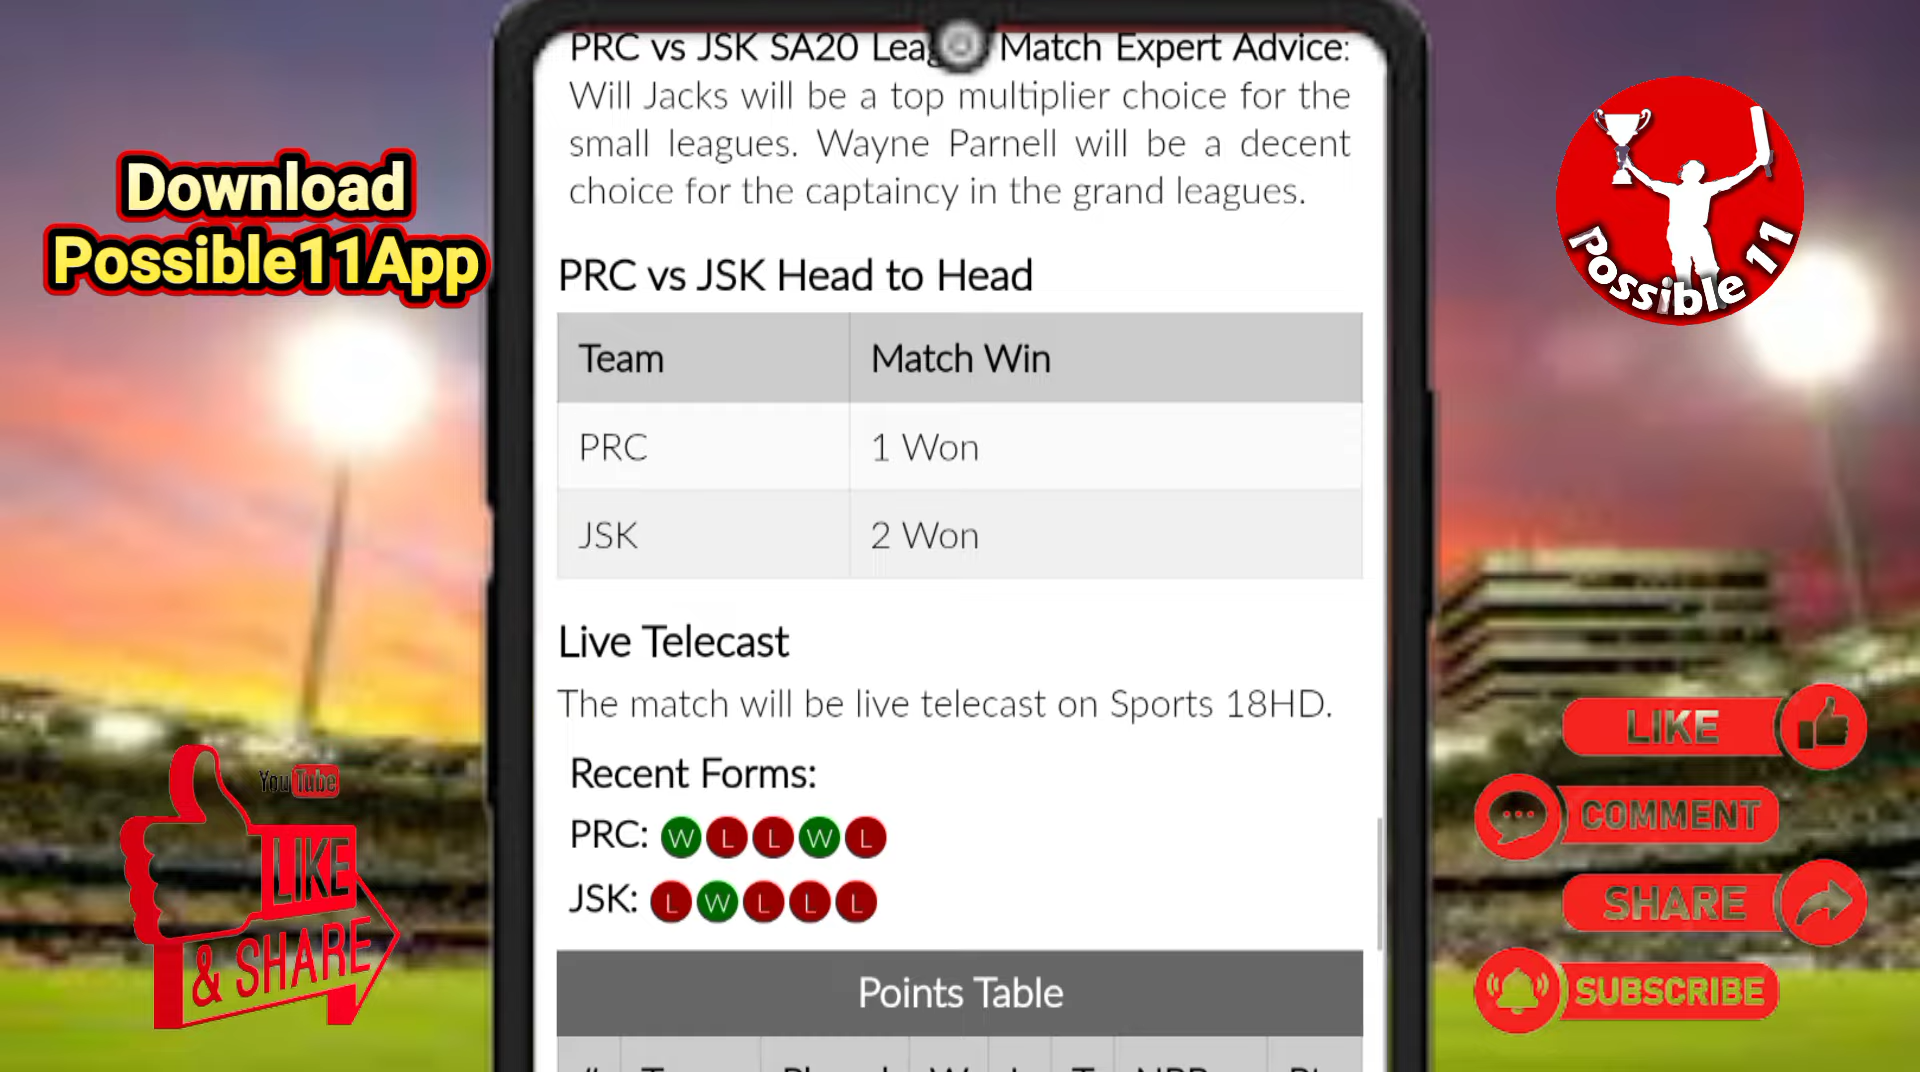 PRC vs JSK SA20 Match Expert Advice:
Will Jacks will be a top multiplier choice for the
small leagues. Wayne Parnell will be a decent
choice for the captaincy in the grand leagues.
Download
Possible11App
Possible 11
PRC vs JSK Head to Head
Team Match Win
PRC 1 Won
JSK 2 Won
Live Telecast
The match will be live telecast on Sports 18HD.
Recent Forms:
PRC: W L L W L
JSK: L W L L L
Points Table
YouTube
LIKE
& SHARE
LIKE
COMMENT
SHARE
SUBSCRIBE